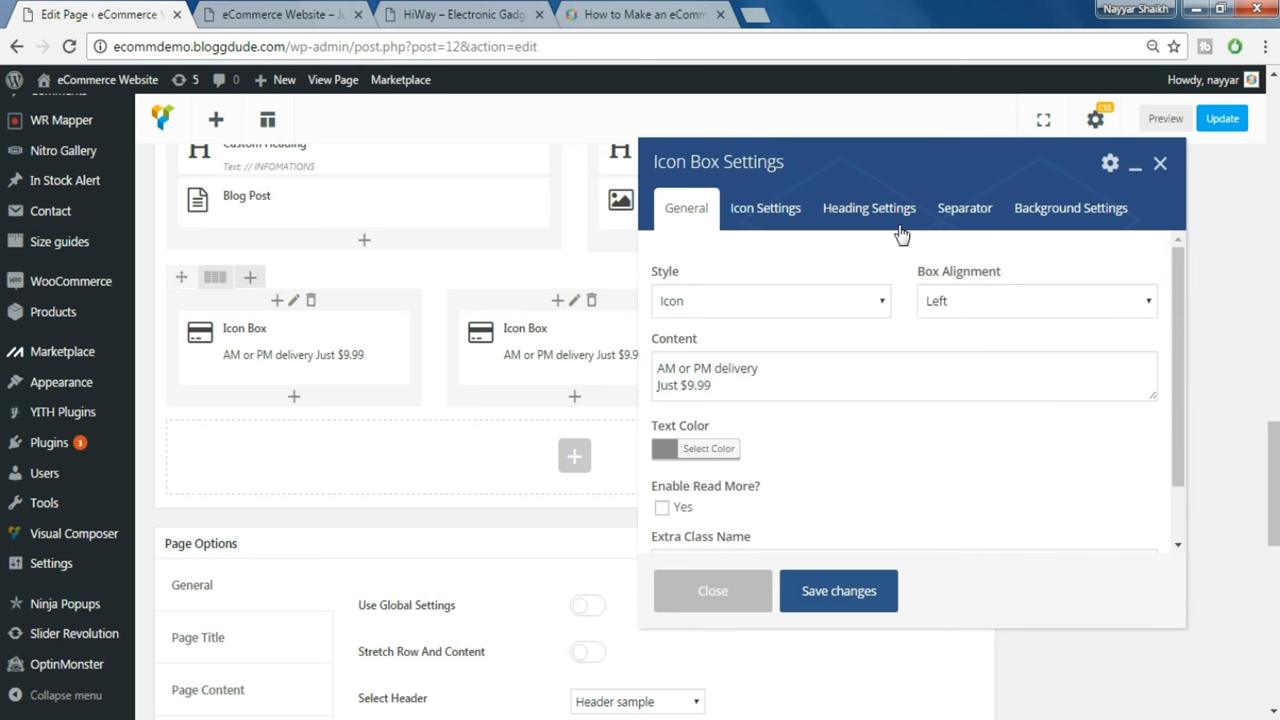 Edit Page ‹ eCommerce
eCommerce Website – J
HiWay – Electronic Gadg
How to Make an eComm
Nayyar Shaikh
ecommdemo.bloggdude.com/wp-admin/post.php?post=12&action=edit
eCommerce Website
5
0
New
View Page
Marketplace
Howdy, nayyar
WR Mapper
Nitro Gallery
In Stock Alert
Contact
Size guides
WooCommerce
Products
Marketplace
Appearance
YITH Plugins
Plugins 3
Users
Tools
Visual Composer
Settings
Ninja Popups
Slider Revolution
OptinMonster
Collapse menu
CSS
Preview
Update
Custom Heading
Text: // INFOMATIONS
Blog Post
Icon Box
AM or PM delivery Just $9.99
Icon Box
AM or PM delivery Just $9.9
Page Options
General
Page Title
Page Content
Use Global Settings
Stretch Row And Content
Select Header
Header sample
Icon Box Settings
General
Icon Settings
Heading Settings
Separator
Background Settings
Style
Icon
Box Alignment
Left
Content
AM or PM delivery
Just $9.99
Text Color
Select Color
Enable Read More?
Yes
Extra Class Name
Close
Save changes